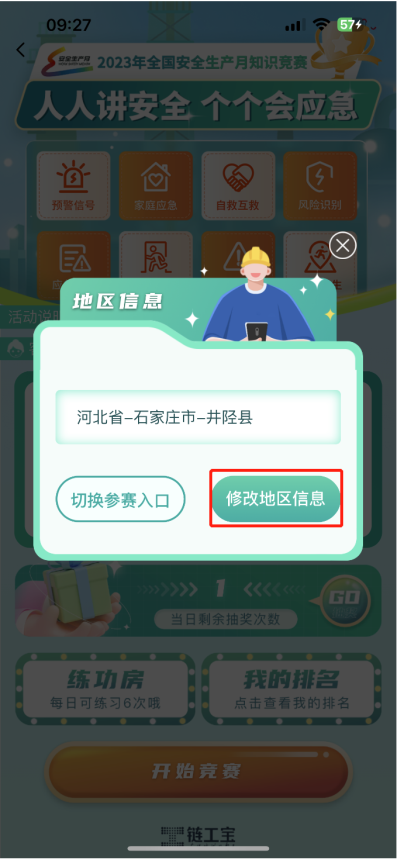 09:27
57
安全生产月
2023年全国安全生产月知识竞赛
人人讲安全 个个会应急
预警信号
家庭应急
自救互救
风险识别
地区信息
活动说明
河北省-石家庄市-井陉县
切换参赛入口
修改地区信息
1
GO
当日剩余抽奖次数
练功房
我的排名
每日可练习6次哦
点击查看我的排名
开始竞赛
链工宝